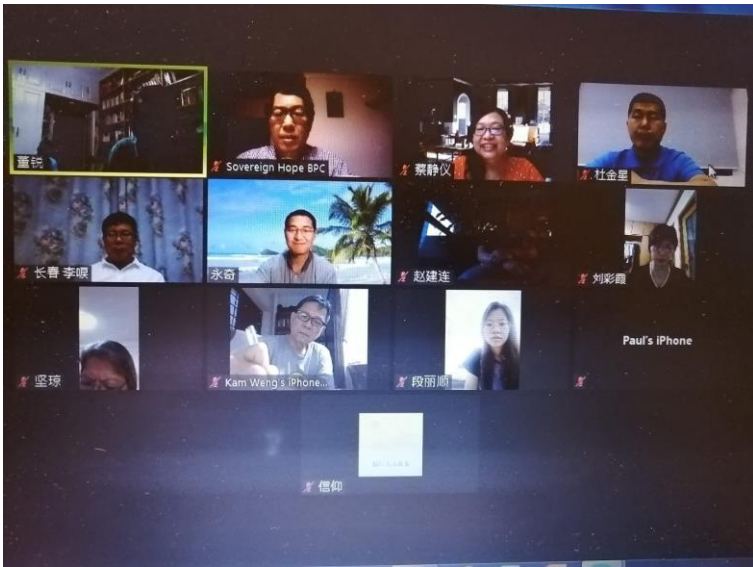 董锐
Sovereign Hope BPC
蔡静仪
杜金星
长春 李唳
永奇
赵建连
刘彩霞
坚琼
Kam Weng's iPhone...
段丽顺
Paul's iPhone
信仰